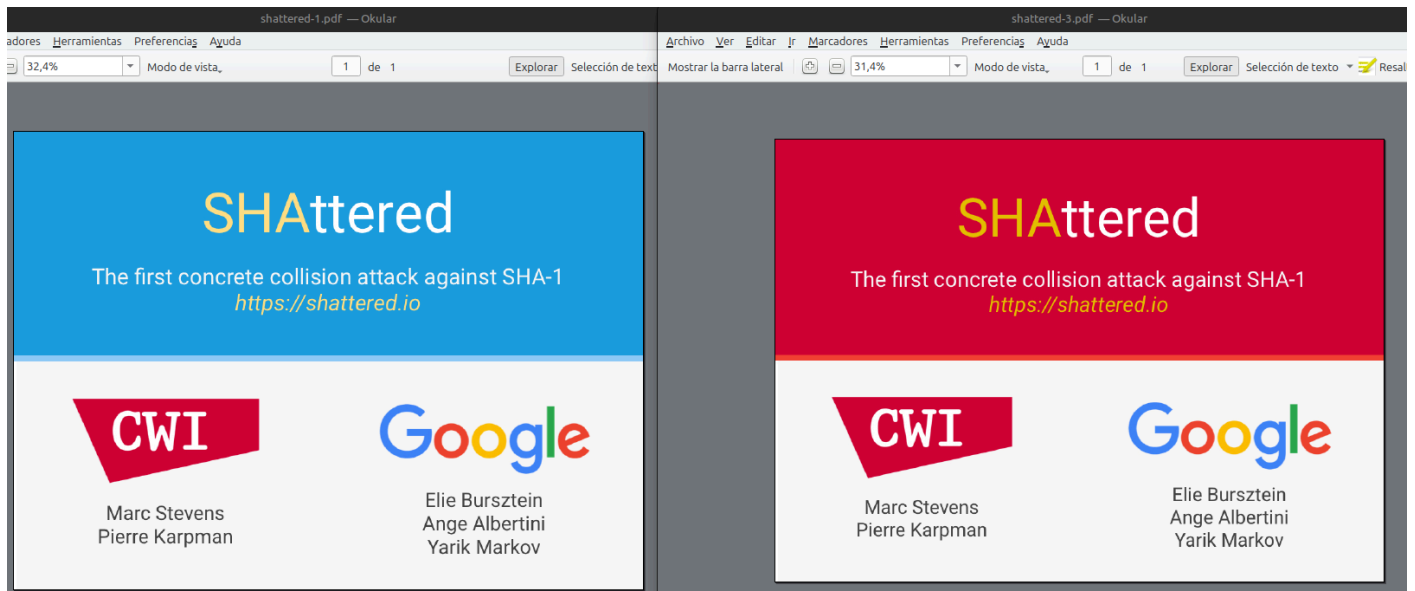 shattered-1.pdf — Okular
adores Herramientas Preferencias Ayuda
32,4% Modo de vista 1 de 1 Explorar Selección de text
SHAttered
The first concrete collision attack against SHA-1
https://shattered.io
CWI
Google
Marc Stevens
Pierre Karpman
Elie Bursztein
Ange Albertini
Yarik Markov
shattered-3.pdf — Okular
Archivo Ver Editar Ir Marcadores Herramientas Preferencias Ayuda
Mostrar la barra lateral 31,4% Modo de vista 1 de 1 Explorar Selección de texto Resal
SHAttered
The first concrete collision attack against SHA-1
https://shattered.io
CWI
Google
Marc Stevens
Pierre Karpman
Elie Bursztein
Ange Albertini
Yarik Markov